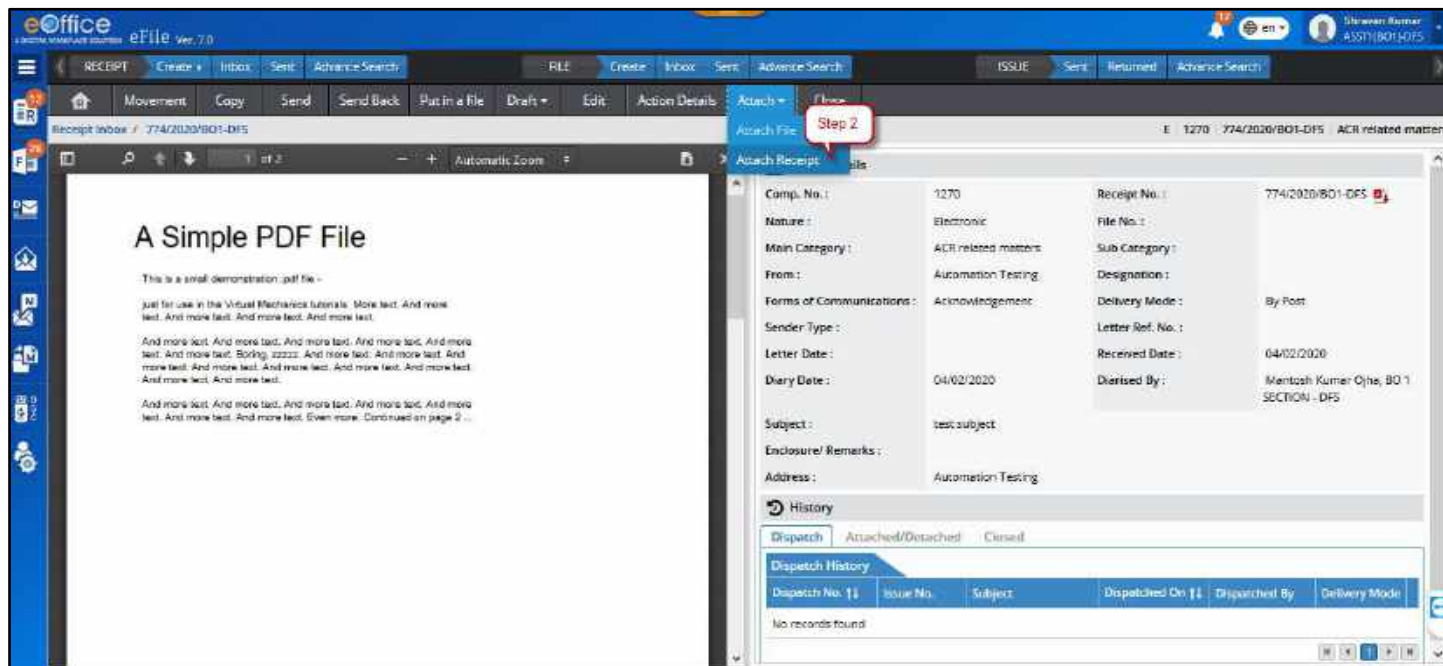 eOffice
A DIGITAL WORKPLACE SOLUTION
eFile Ver. 7.0
17
en
Shravan Kumar
ASSTT(BO1)-DFS
RECEIPT Create Inbox Sent Advance Search FILE Create Inbox Sent Advance Search ISSUE Sent Returned Advance Search
Movement Copy Send Send Back Put in a file Draft Edit Action Details Attach Close
Receipt Inbox / 774/2020/BO1-DFS
Attach File
Step 2
Attach Receipt
E 1270 774/2020/BO1-DFS ACR related matters
1 of 2 Automatic Zoom
A Simple PDF File
This is a small demonstration .pdf file -
just for use in the Virtual Mechanics tutorials. More text. And more
text. And more text. And more text. And more text.
And more text. And more text. And more text. And more text. And more
text. And more text. Boring, zzzzz. And more text. And more text. And
more text. And more text. And more text. And more text. And more text.
And more text. And more text.
And more text. And more text. And more text. And more text. And more
text. And more text. And more text. Even more. Continued on page 2 ...
ails
Comp. No. : 1270 Receipt No. : 774/2020/BO1-DFS
Nature : Electronic File No. :
Main Category : ACR related matters Sub Category :
From : Automation Testing Designation :
Forms of Communications : Acknowledgement Delivery Mode : By Post
Sender Type : Letter Ref. No. :
Letter Date : Received Date : 04/02/2020
Diary Date : 04/02/2020 Diarised By : Mantosh Kumar Ojha, BO 1
SECTION - DFS
Subject : test subject
Enclosure/ Remarks :
Address : Automation Testing
History
Dispatch Attached/Detached Closed
Dispatch History
Dispatch No. Issue No. Subject Dispatched On Dispatched By Delivery Mode
No records found
1